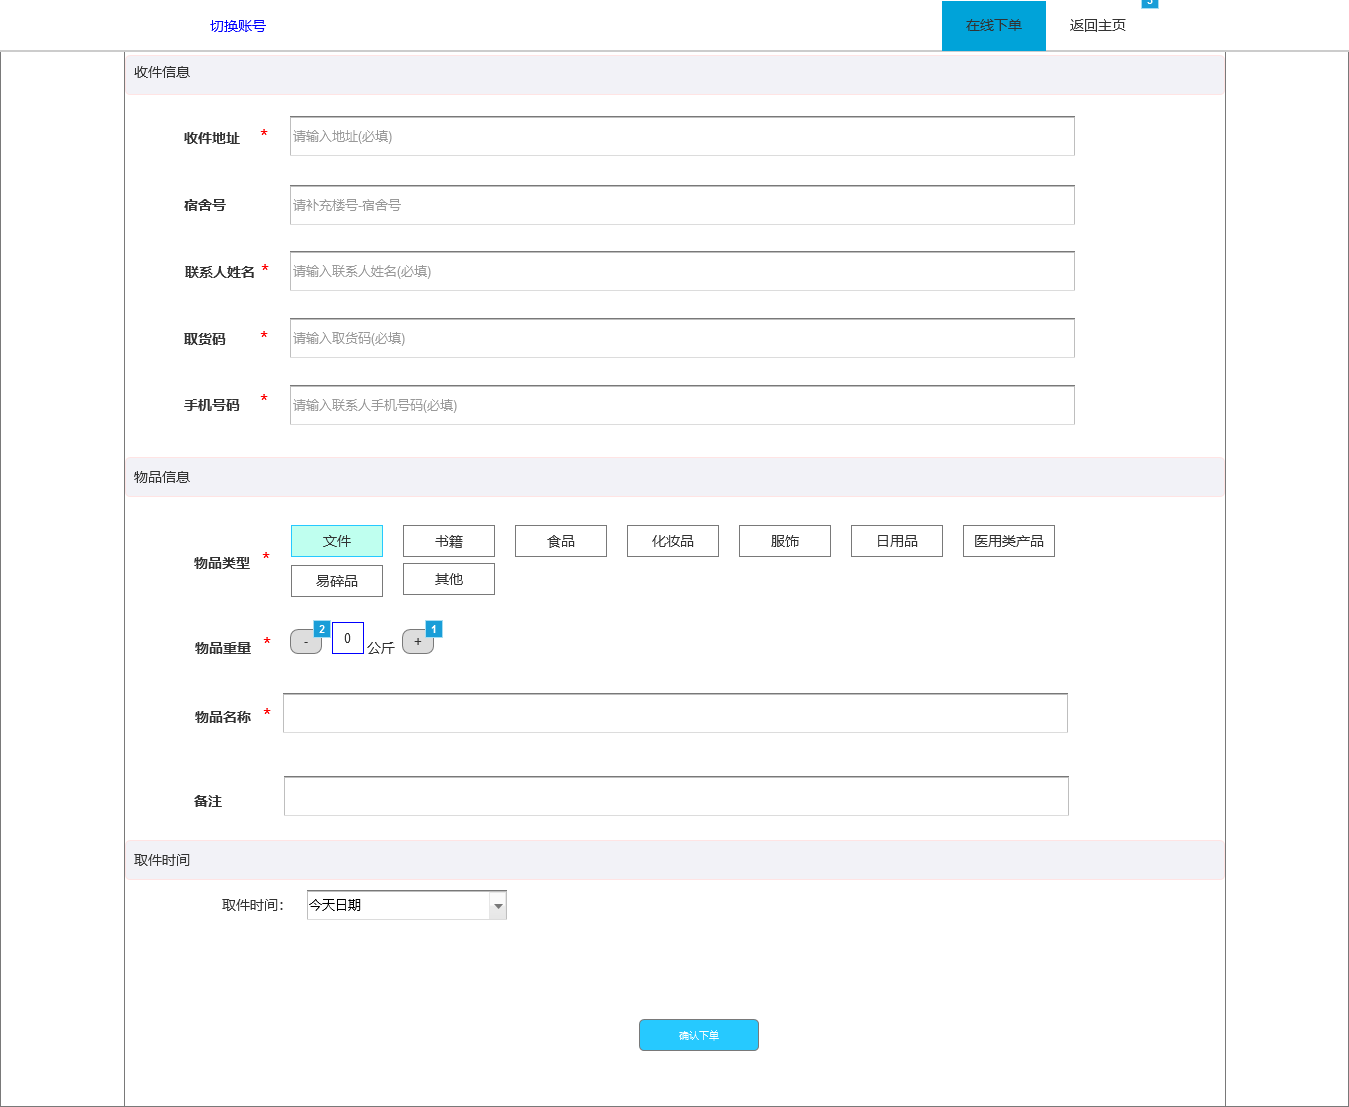 切换账号 在线下单 返回主页
收件信息
收件地址 * 请输入地址(必填)
宿舍号 请补充楼号-宿舍号
联系人姓名 * 请输入联系人姓名(必填)
取货码 * 请输入取货码(必填)
手机号码 * 请输入联系人手机号码(必填)
物品信息
物品类型 * 文件 书籍 食品 化妆品 服饰 日用品 医用类产品
易碎品 其他
物品重量 * - 2 0 公斤 + 1
物品名称 *
备注
取件时间
取件时间： 今天日期
确认下单